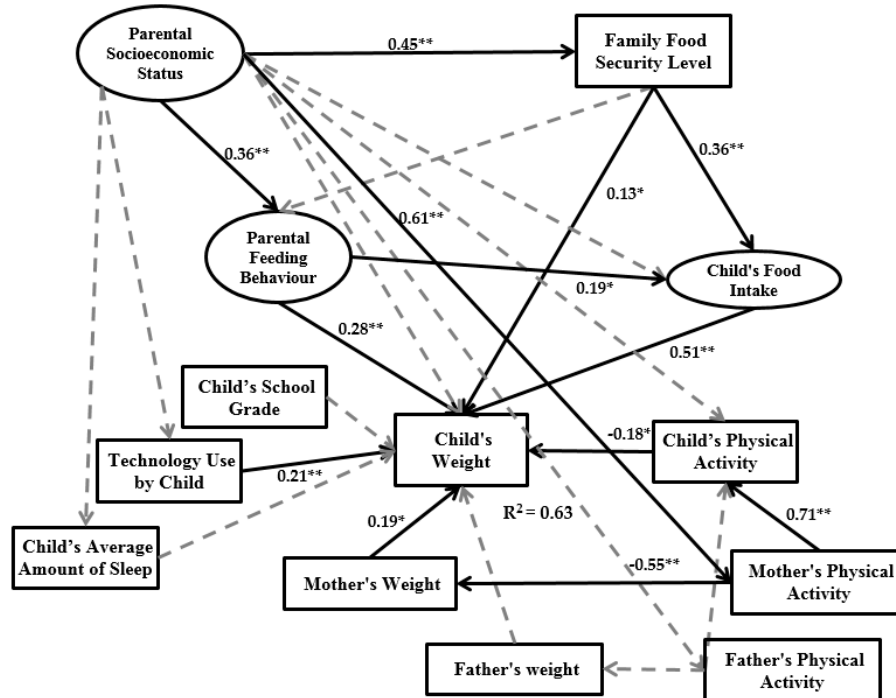 Parental
Socioeconomic
Status
0.45**
Family Food
Security Level
0.36**
0.36**
0.13*
0.61**
Parental
Feeding
Behaviour
Child's Food
Intake
0.19*
0.28**
0.51**
Child's School
Grade
Child's
Weight
-0.18*
Child's Physical
Activity
Technology Use
by Child
0.21**
0.19*
R² = 0.63
0.71**
Child's Average
Amount of Sleep
Mother's Weight
-0.55**
Mother's Physical
Activity
Father's weight
Father's Physical
Activity